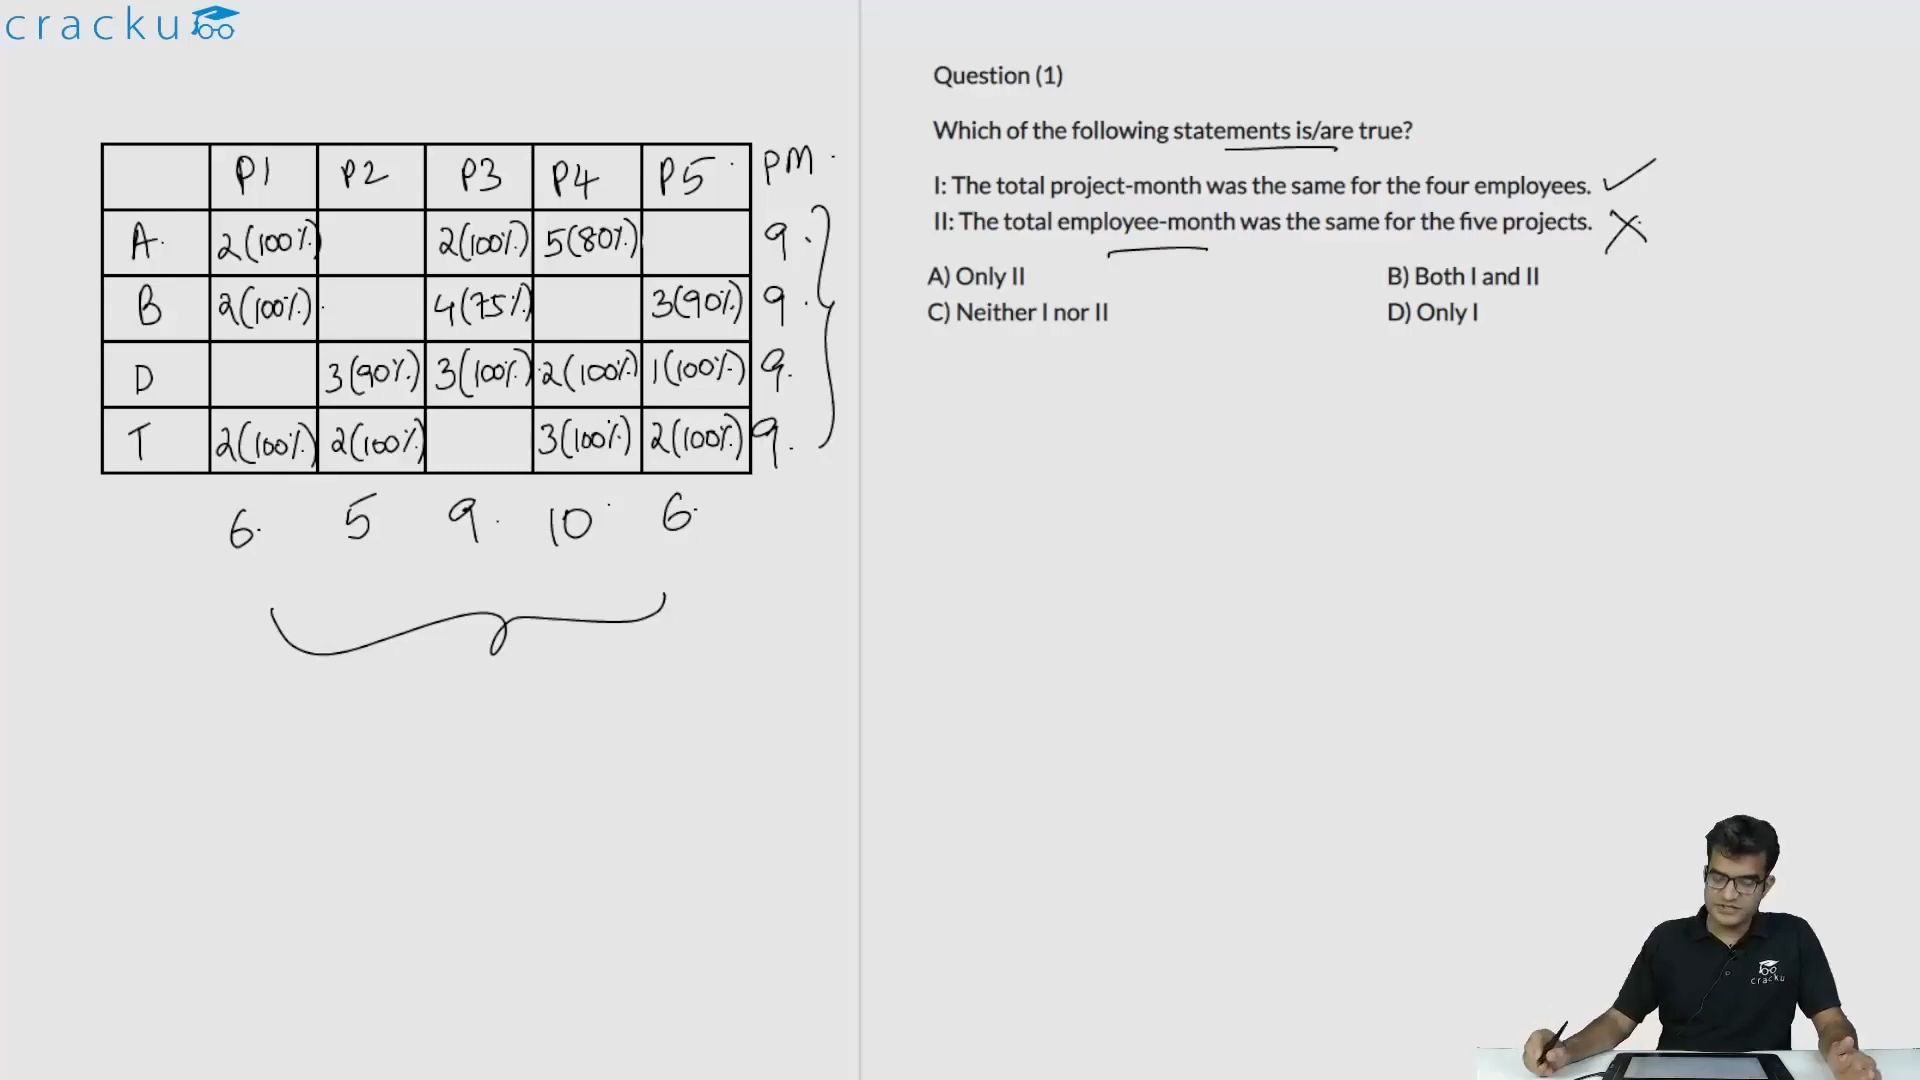 cracku
P1 P2 P3 P4 P5 PM
A 2(100%) 2(100%) 5(80%) 9
B 2(100%) 4(75%) 3(90%) 9
D 3(90%) 3(100%) 2(100%) 1(100%) 9
T 2(100%) 2(100%) 3(100%) 2(100%) 9
6 5 9 10 6
Question (1)
Which of the following statements is/are true?
I: The total project-month was the same for the four employees.
II: The total employee-month was the same for the five projects.
A) Only II B) Both I and II
C) Neither I nor II D) Only I
cracku